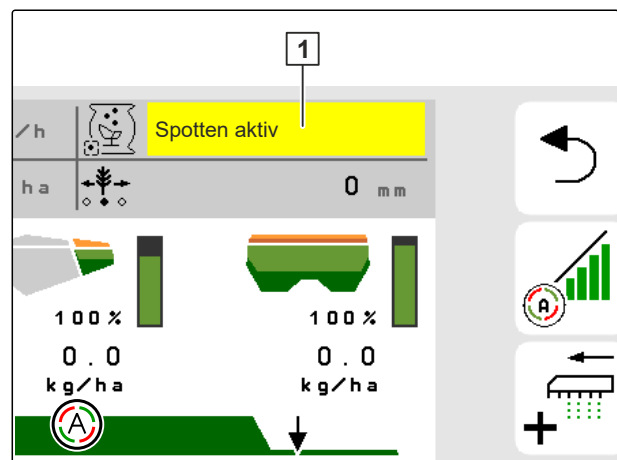 1
/h
Spotten aktiv
ha
0 mm
100% 100%
0.0 0.0
kg/ha kg/ha
A
A